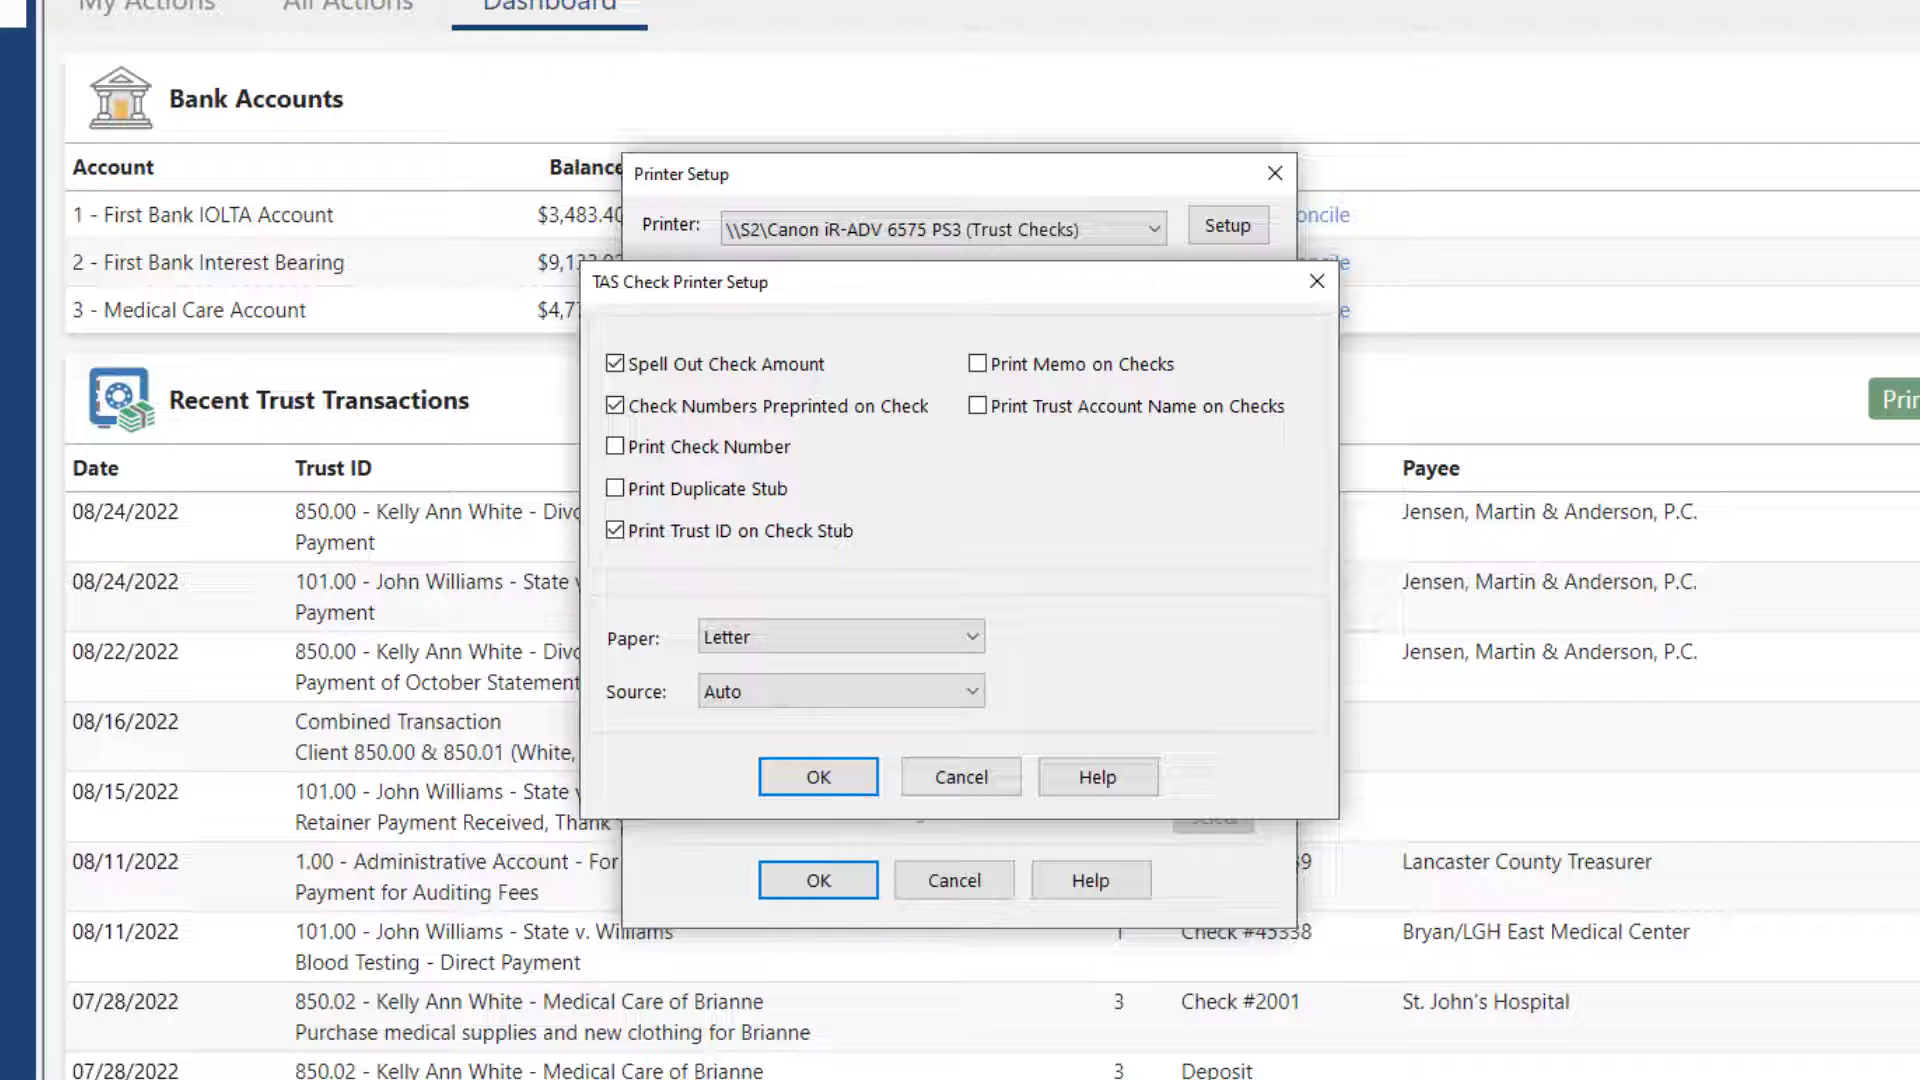 My Actions All Actions Dashboard
Bank Accounts
Account Balance
1 - First Bank IOLTA Account $3,483.40
2 - First Bank Interest Bearing
3 - Medical Care Account
Printer Setup
Printer: \\S2\Canon iR-ADV 6575 PS3 (Trust Checks) Setup
TAS Check Printer Setup
Spell Out Check Amount Print Memo on Checks
Check Numbers Preprinted on Check Print Trust Account Name on Checks
Print Check Number
Print Duplicate Stub
Print Trust ID on Check Stub
Paper: Letter
Source: Auto
OK Cancel Help
OK Cancel Help
Recent Trust Transactions
Date Trust ID Payee
08/24/2022 850.00 - Kelly Ann White - Jensen, Martin & Anderson, P.C.
Payment
08/24/2022 101.00 - John Williams - State Jensen, Martin & Anderson, P.C.
Payment
08/22/2022 850.00 - Kelly Ann White - Jensen, Martin & Anderson, P.C.
Payment of October Statement
08/16/2022 Combined Transaction
Client 850.00 & 850.01 (White,
08/15/2022 101.00 - John Williams - State
Retainer Payment Received, Thank
08/11/2022 1.00 - Administrative Account - For Lancaster County Treasurer
Payment for Auditing Fees
08/11/2022 101.00 - John Williams - State v. Williams 1 Check #45338 Bryan/LGH East Medical Center
Blood Testing - Direct Payment
07/28/2022 850.02 - Kelly Ann White - Medical Care of Brianne 3 Check #2001 St. John's Hospital
Purchase medical supplies and new clothing for Brianne
07/28/2022 850.02 - Kelly Ann White - Medical Care of Brianne 3 Deposit